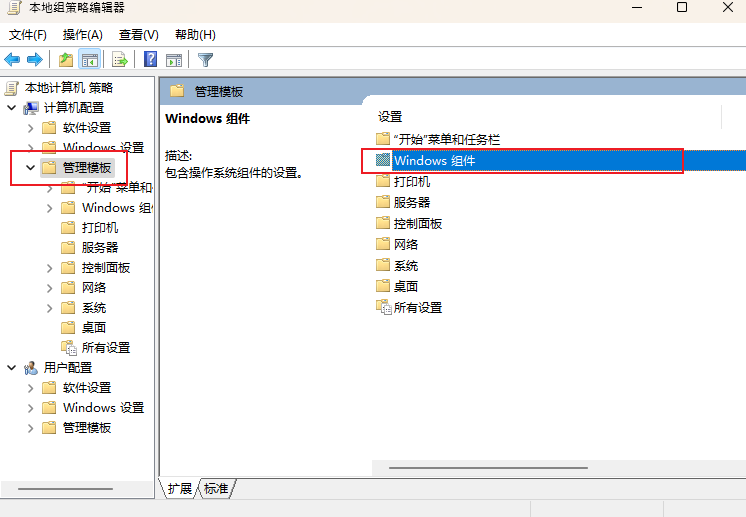 本地组策略编辑器
文件(F) 操作(A) 查看(V) 帮助(H)
本地计算机 策略
计算机配置
软件设置
Windows 设置
管理模板
"开始"菜单和
Windows 组
打印机
服务器
控制面板
网络
系统
桌面
所有设置
用户配置
软件设置
Windows 设置
管理模板
管理模板
Windows 组件
描述:
包含操作系统组件的设置。
设置
"开始"菜单和任务栏
Windows 组件
打印机
服务器
控制面板
网络
系统
桌面
所有设置
扩展 标准